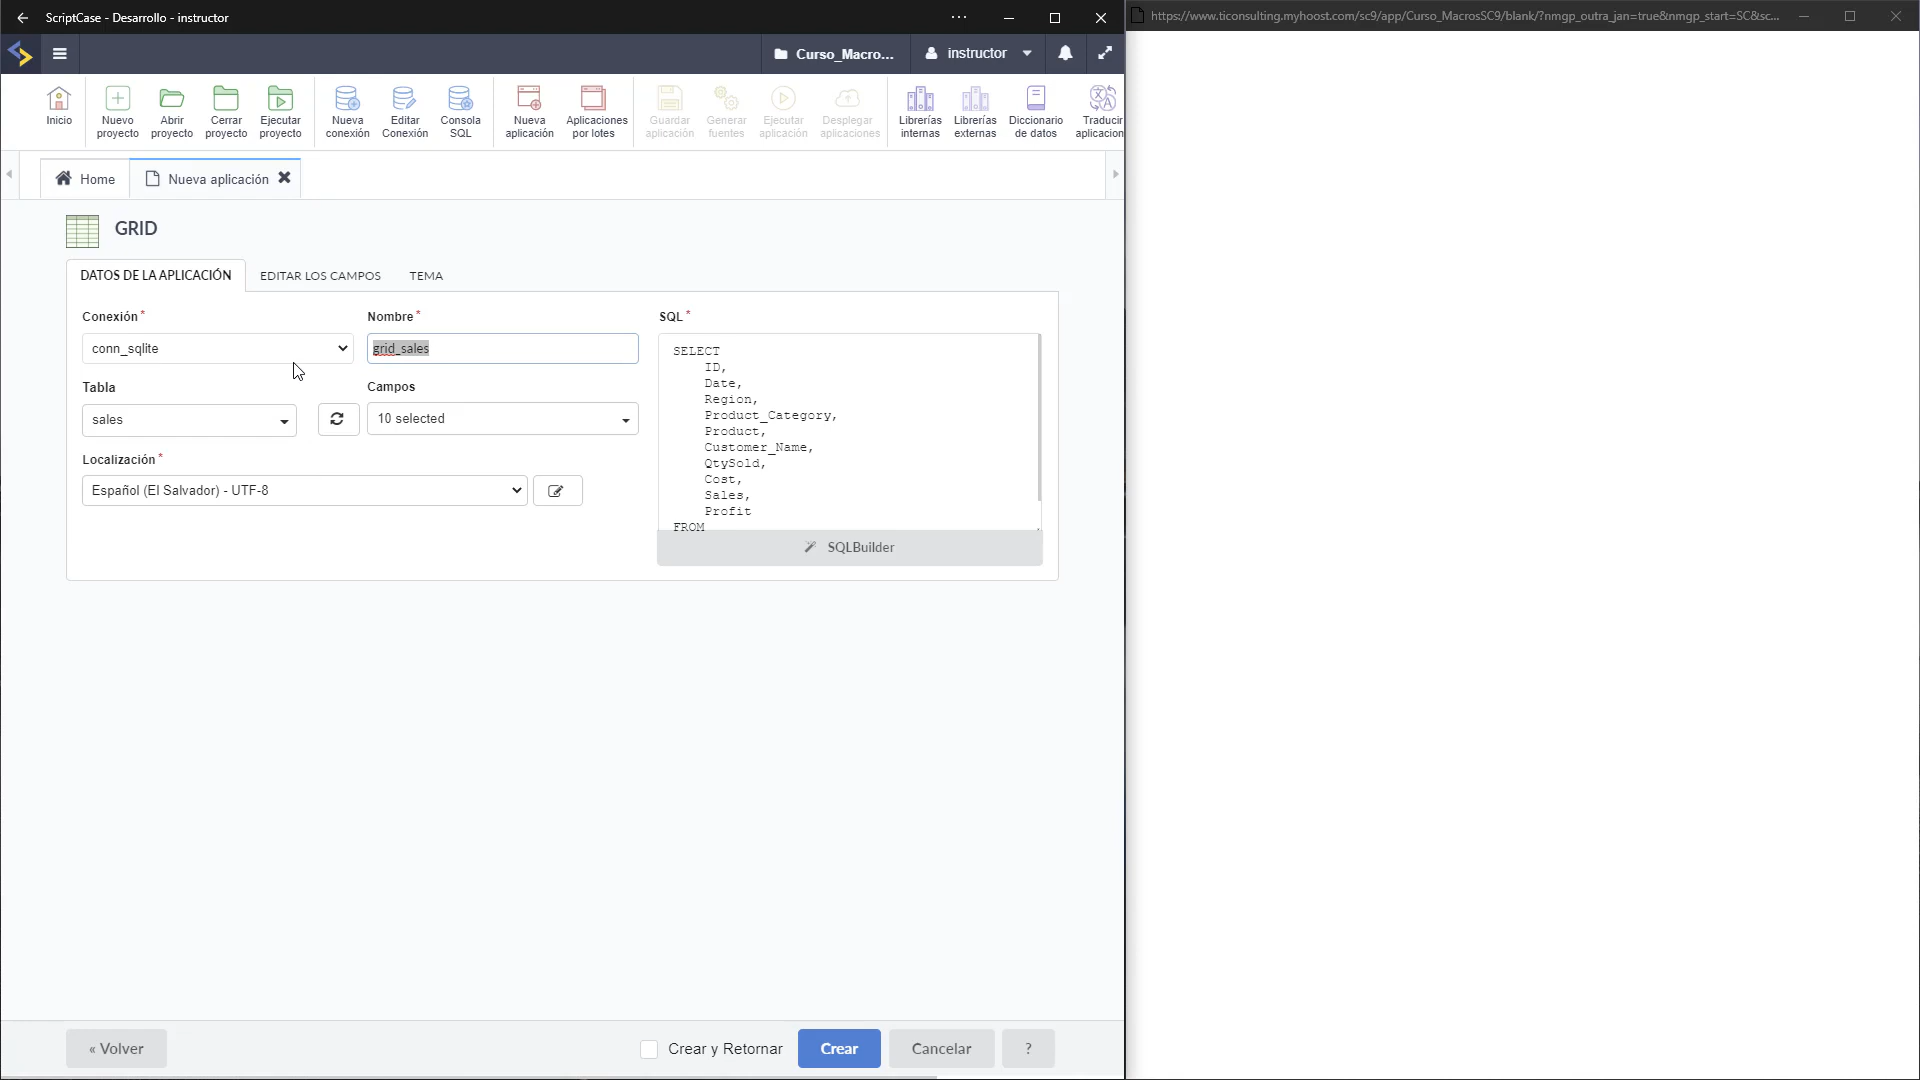 ScriptCase - Desarrollo - instructor
https://www.ticonsulting.myhoost.com/sc9/app/Curso_MacrosSC9/blank/?nmgp_outra_jan=true&nmgp_start=SC&sc...
Curso_Macro...
instructor
Inicio
Nuevo proyecto
Abrir proyecto
Cerrar proyecto
Ejecutar proyecto
Nueva conexión
Editar Conexión
Consola SQL
Nueva aplicación
Aplicaciones por lotes
Guardar aplicación
Generar fuentes
Ejecutar aplicación
Desplegar aplicaciones
Librerías internas
Librerías externas
Diccionario de datos
Traducir aplicacion
Home
Nueva aplicación
GRID
DATOS DE LA APLICACIÓN
EDITAR LOS CAMPOS
TEMA
Conexión *
Nombre *
SQL *
conn_sqlite
grid_sales
Tabla
Campos
sales
10 selected
Localización *
Español (El Salvador) - UTF-8
SELECT
ID,
Date,
Region,
Product_Category,
Product,
Customer_Name,
QtySold,
Cost,
Sales,
Profit
FROM
SQLBuilder
« Volver
Crear y Retornar
Crear
Cancelar
?